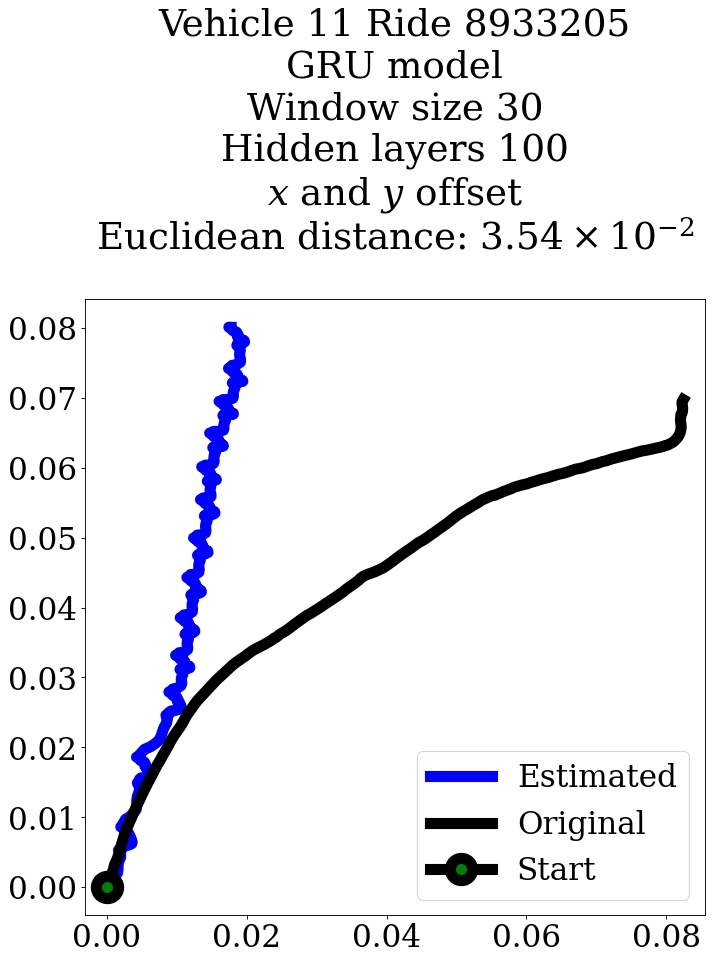 Vehicle 11 Ride 8933205
GRU model
Window size 30
Hidden layers 100
x and y offset
Euclidean distance: 3.54 × 10⁻²
0.08
0.07
0.06
0.05
0.04
0.03
0.02
0.01
0.00
Estimated
Original
Start
0.00 0.02 0.04 0.06 0.08